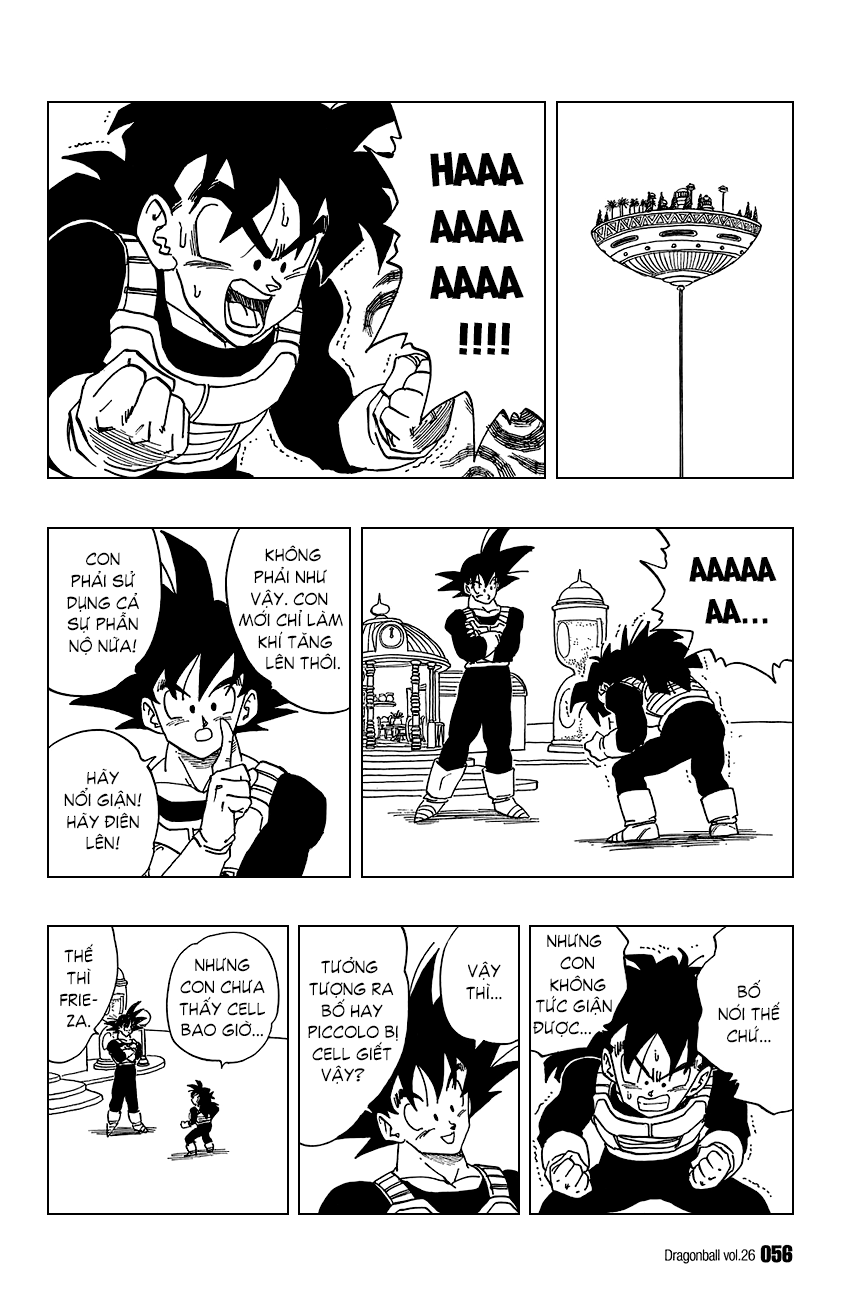 HAAA
AAAA
AAAA
!!!!
AAAAA
AA...
KHÔNG
PHẢI NHƯ
VẬY. CON
MỚI CHỈ LÀM
KHÍ TĂNG
LÊN THÔI.
CON
PHẢI SỬ
DỤNG CẢ
SỰ PHẪN
NỘ NỮA!
HÃY
NỔI GIẬN!
HÃY ĐIÊN
LÊN!
BỐ
NÓI THẾ
CHỨ...
NHƯNG
CON
KHÔNG
TỨC GIẬN
ĐƯỢC...
VẬY
THÌ...
TƯỞNG
TƯỢNG RA
BỐ HAY
PICCOLO BỊ
CELL GIẾT
VẬY?
NHƯNG
CON CHƯA
THẤY CELL
BAO GIỜ...
THẾ
THÌ
FRIE-
ZA.
Dragonball vol.26 056